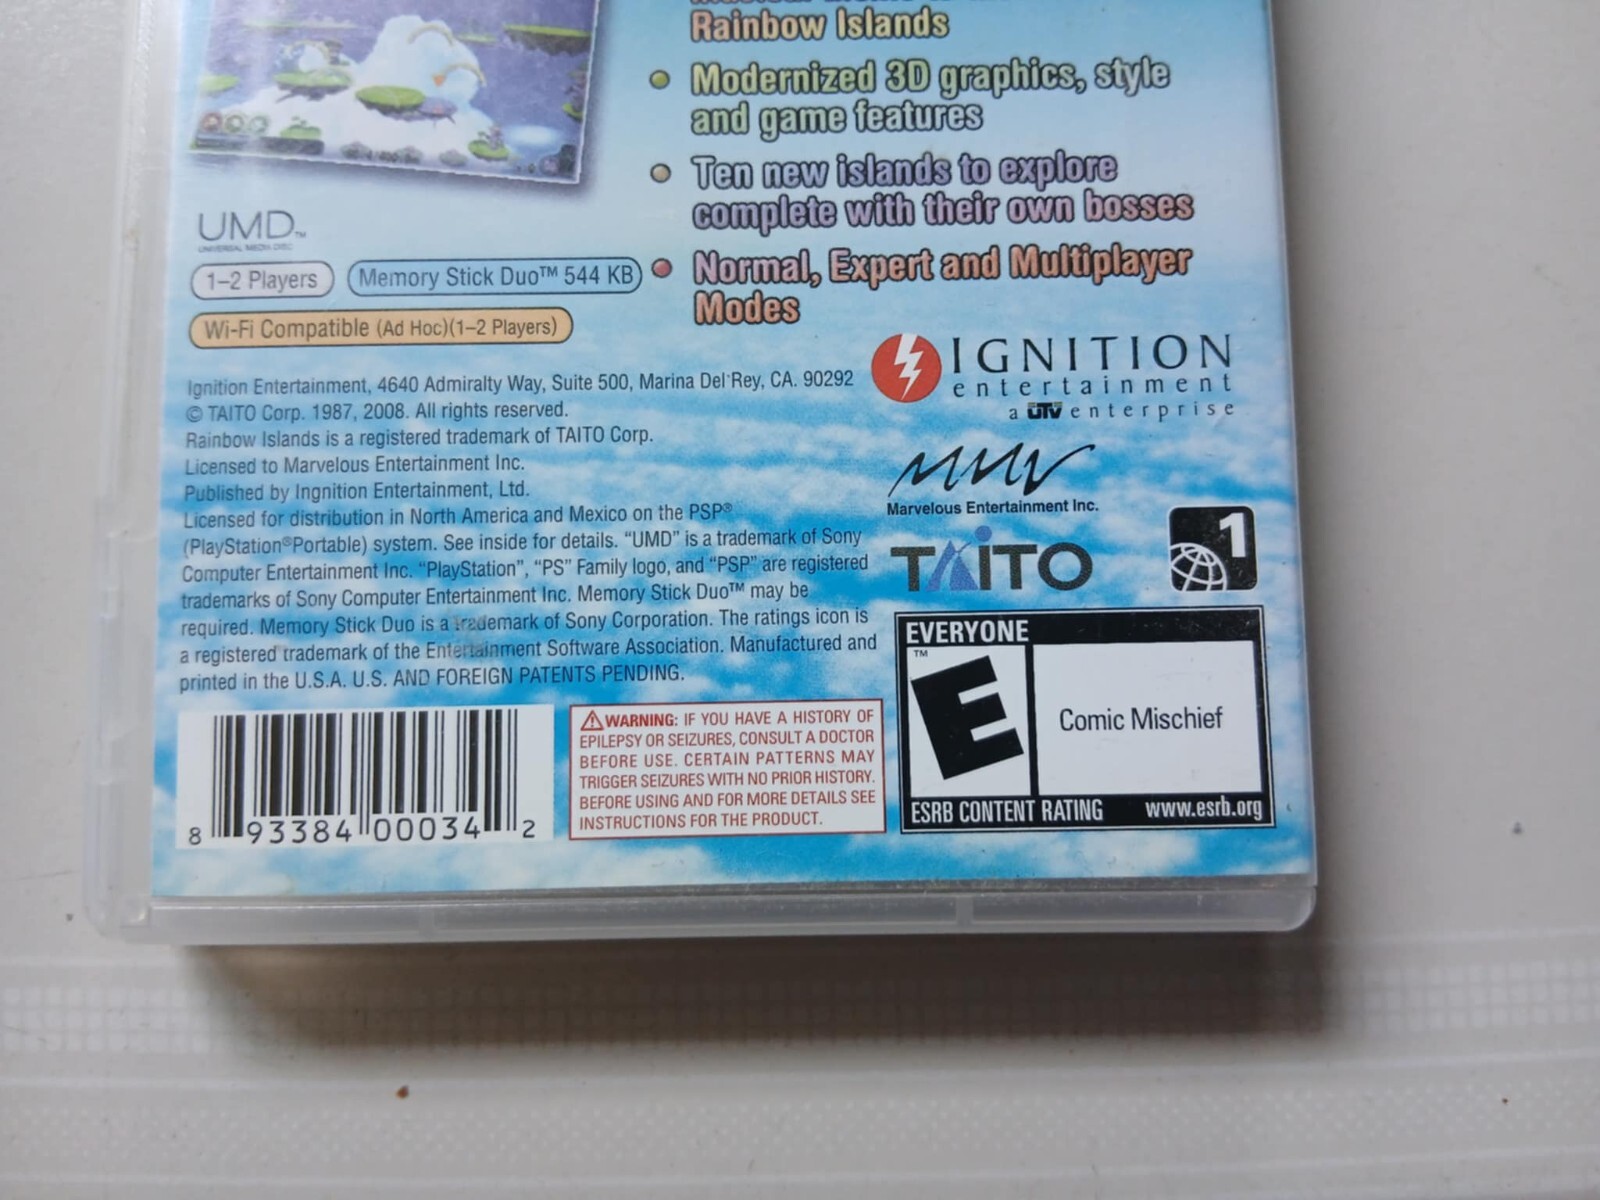 Rainbow Islands
Modernized 3D graphics, style
and game features
Ten new islands to explore
complete with their own bosses
Normal, Expert and Multiplayer
Modes
UMD™
UNIVERSAL MEDIA DISC
1–2 Players
Memory Stick Duo™ 544 KB
Wi-Fi Compatible (Ad Hoc)(1–2 Players)
Ignition Entertainment, 4640 Admiralty Way, Suite 500, Marina Del Rey, CA. 90292
© TAITO Corp. 1987, 2008. All rights reserved.
Rainbow Islands is a registered trademark of TAITO Corp.
Licensed to Marvelous Entertainment Inc.
Published by Ingnition Entertainment, Ltd.
Licensed for distribution in North America and Mexico on the PSP®
(PlayStation®Portable) system. See inside for details. “UMD” is a trademark of Sony
Computer Entertainment Inc. “PlayStation”, “PS” Family logo, and “PSP” are registered
trademarks of Sony Computer Entertainment Inc. Memory Stick Duo™ may be
required. Memory Stick Duo is a trademark of Sony Corporation. The ratings icon is
a registered trademark of the Entertainment Software Association. Manufactured and
printed in the U.S.A. U.S. AND FOREIGN PATENTS PENDING.
IGNITION
entertainment
a UTV enterprise
Marvelous Entertainment Inc.
TAITO
1
8 93384 00034 2
WARNING: IF YOU HAVE A HISTORY OF
EPILEPSY OR SEIZURES, CONSULT A DOCTOR
BEFORE USE. CERTAIN PATTERNS MAY
TRIGGER SEIZURES WITH NO PRIOR HISTORY.
BEFORE USING AND FOR MORE DETAILS SEE
INSTRUCTIONS FOR THE PRODUCT.
EVERYONE
™
E
Comic Mischief
ESRB CONTENT RATING www.esrb.org